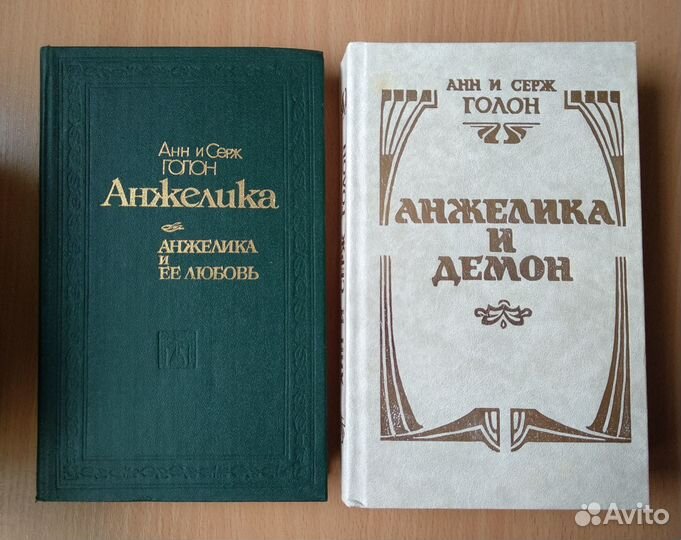 Анн и Серж
ГОЛОН
Анжелика
АНЖЕЛИКА
И
ЕЕ ЛЮБОВЬ
АНН И СЕРЖ
ГОЛОН
АНЖЕЛИКА
И
ДЕМОН
Avito